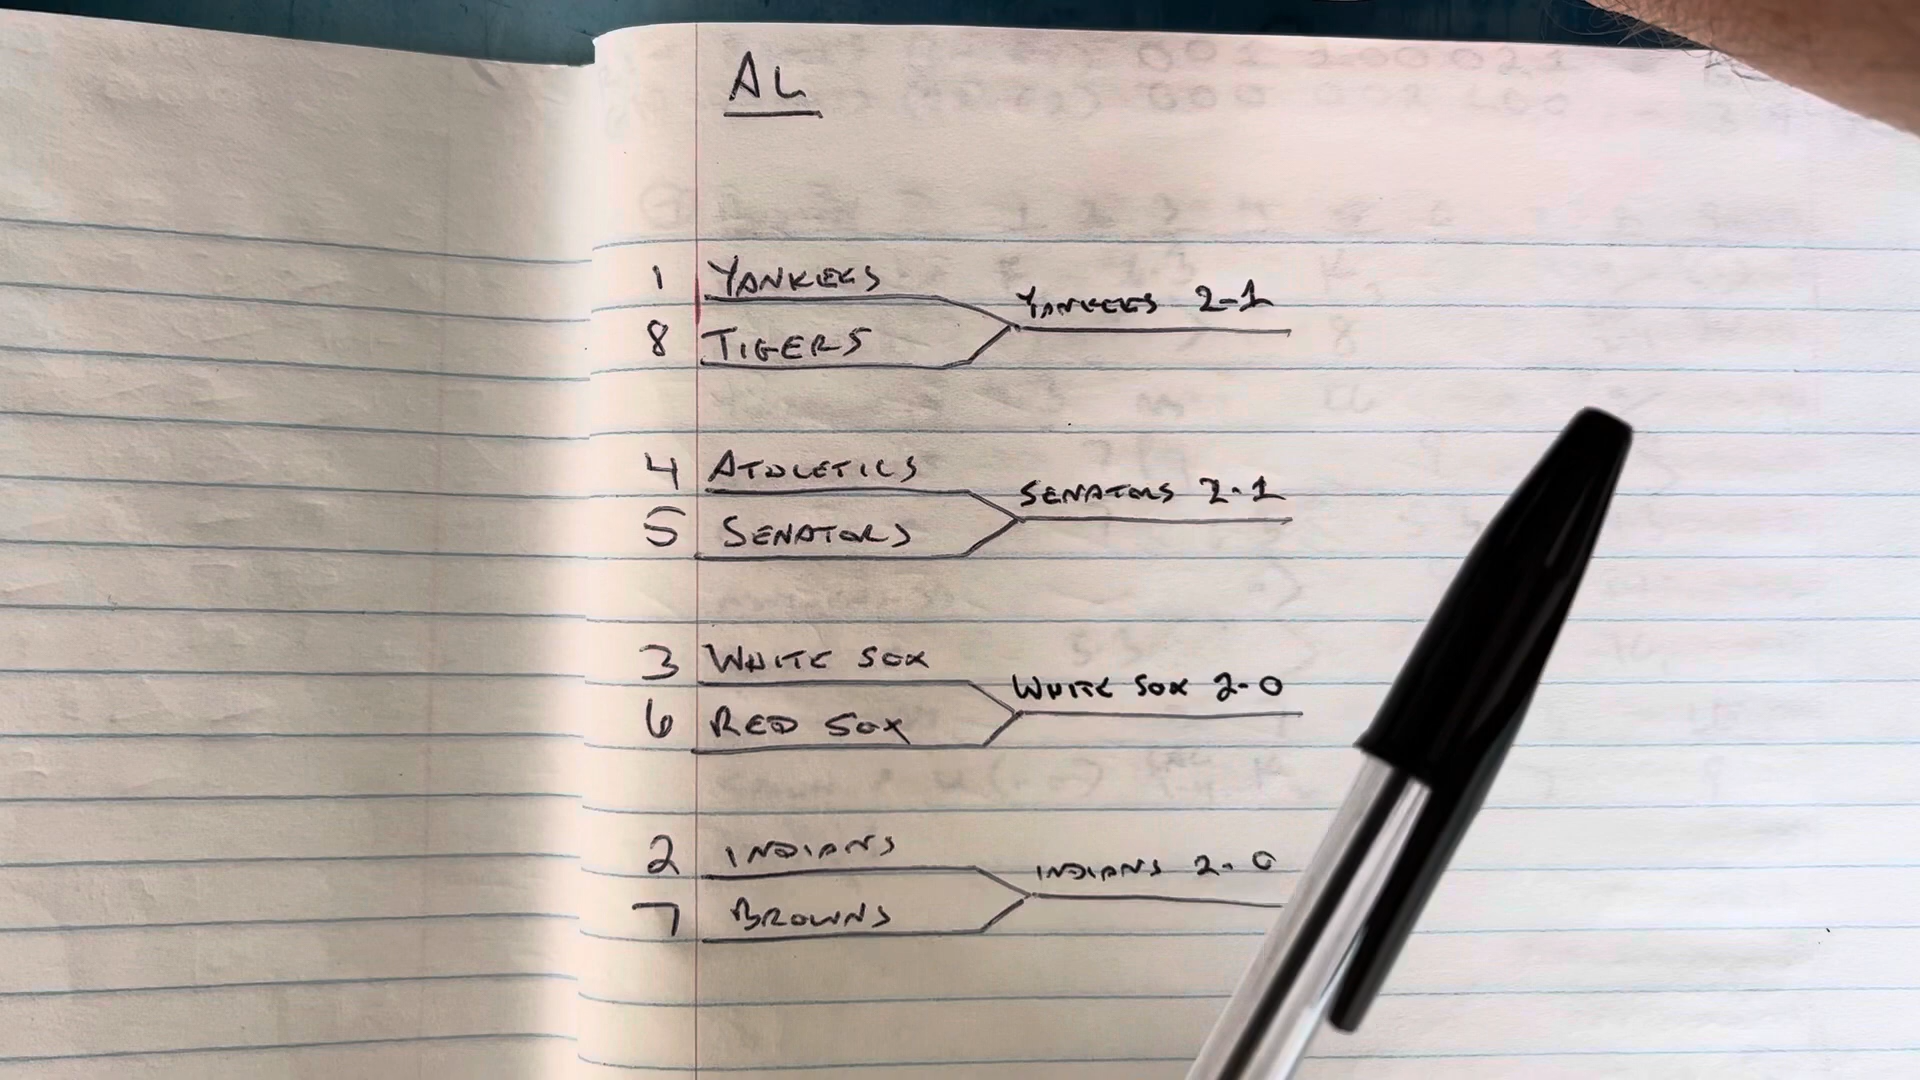 AL
1 YANKEES
YANKEES 2-1
8 TIGERS
4 ATHLETICS
SENATORS 2-1
5 SENATORS
3 WHITE SOX
WHITE SOX 2-0
6 RED SOX
2 INDIANS
INDIANS 2-0
7 BROWNS